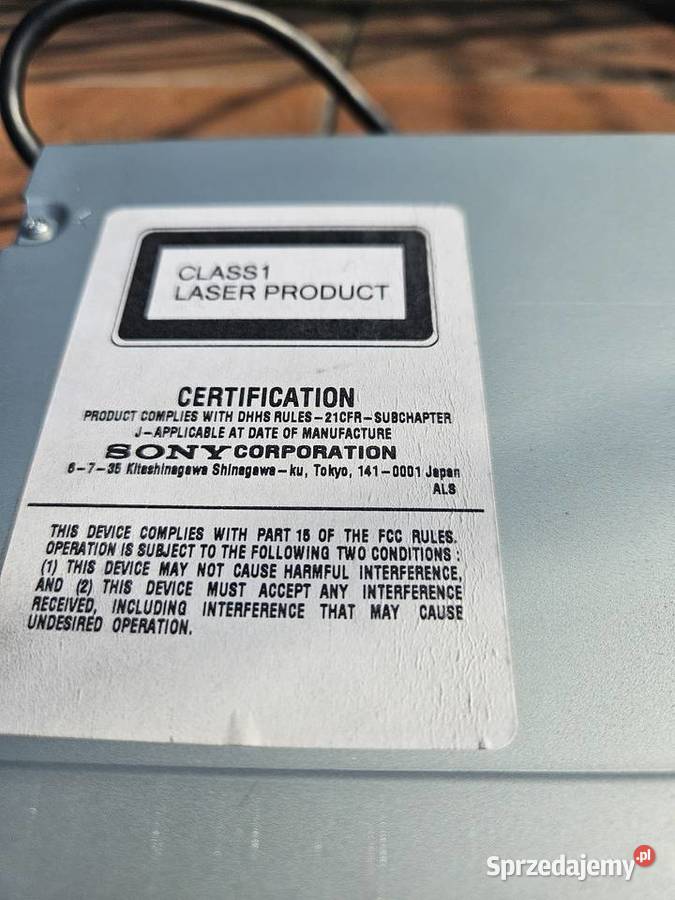 CLASS1
LASER PRODUCT
CERTIFICATION
PRODUCT COMPLIES WITH DHHS RULES-21CFR-SUBCHAPTER
J-APPLICABLE AT DATE OF MANUFACTURE
SONY CORPORATION
6-7-35 Kitashinagawa Shinagawa-ku, Tokyo, 141-0001 Japan
ALS
THIS DEVICE COMPLIES WITH PART 15 OF THE FCC RULES.
OPERATION IS SUBJECT TO THE FOLLOWING TWO CONDITIONS :
(1) THIS DEVICE MAY NOT CAUSE HARMFUL INTERFERENCE,
AND (2) THIS DEVICE MUST ACCEPT ANY INTERFERENCE
RECEIVED, INCLUDING INTERFERENCE THAT MAY CAUSE
UNDESIRED OPERATION.
Sprzedajemy.pl